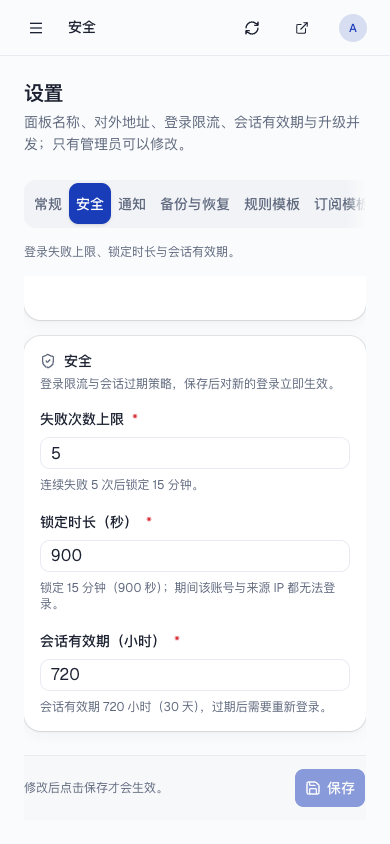 安全
A
设置
面板名称、对外地址、登录限流、会话有效期与升级并
发；只有管理员可以修改。
常规 安全 通知 备份与恢复 规则模板 订阅模板
登录失败上限、锁定时长与会话有效期。
安全
登录限流与会话过期策略，保存后对新的登录立即生效。
失败次数上限 *
5
连续失败 5 次后锁定 15 分钟。
锁定时长（秒） *
900
锁定 15 分钟（900 秒）；期间该账号与来源 IP 都无法登
录。
会话有效期（小时） *
720
会话有效期 720 小时（30 天），过期后需要重新登录。
修改后点击保存才会生效。
保存